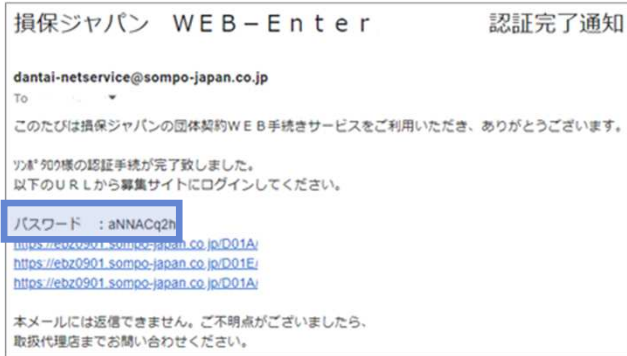 損保ジャパン　ＷＥＢ－Ｅｎｔｅｒ　認証完了通知
dantai-netservice@sompo-japan.co.jp
To
このたびは損保ジャパンの団体契約ＷＥＢ手続きサービスをご利用いただき、ありがとうございます。
ｿﾝﾎﾟﾀﾛｳ様の認証手続が完了致しました。
以下のＵＲＬから募集サイトにログインしてください。
パスワード　：aNNACq2h
https://ebz0901.sompo-japan.co.jp/D01A/
https://ebz0901.sompo-japan.co.jp/D01E/
https://ebz0901.sompo-japan.co.jp/D01A/
本メールには返信できません。ご不明点がございましたら、
取扱代理店までお問い合わせください。